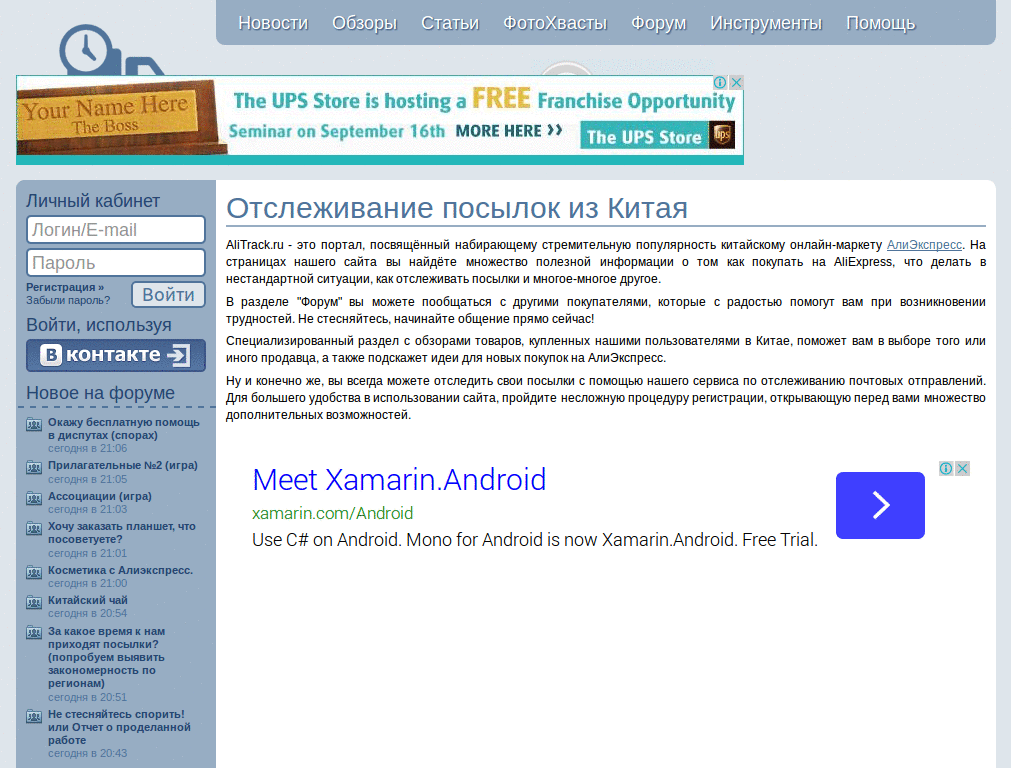 Новости Обзоры Статьи ФотоХвасты Форум Инструменты Помощь
Your Name Here
The Boss
The UPS Store is hosting a FREE Franchise Opportunity
Seminar on September 16th MORE HERE >>
The UPS Store ups
Личный кабинет
Логин/E-mail
Пароль
Регистрация »
Забыли пароль?
Войти
Войти, используя
В контакте
Новое на форуме
Окажу бесплатную помощь
в диспутах (спорах)
сегодня в 21:06
Прилагательные №2 (игра)
сегодня в 21:05
Ассоциации (игра)
сегодня в 21:03
Хочу заказать планшет, что
посоветуете?
сегодня в 21:01
Косметика с Алиэкспресс.
сегодня в 21:00
Китайский чай
сегодня в 20:54
За какое время к нам
приходят посылки?
(попробуем выявить
закономерность по
регионам)
сегодня в 20:51
Не стесняйтесь спорить!
или Отчет о проделанной
работе
сегодня в 20:43
Отслеживание посылок из Китая
AliTrack.ru - это портал, посвящённый набирающему стремительную популярность китайскому онлайн-маркету АлиЭкспресс. На
страницах нашего сайта вы найдёте множество полезной информации о том как покупать на AliExpress, что делать в
нестандартной ситуации, как отслеживать посылки и многое-многое другое.
В разделе "Форум" вы можете пообщаться с другими покупателями, которые с радостью помогут вам при возникновении
трудностей. Не стесняйтесь, начинайте общение прямо сейчас!
Специализированный раздел с обзорами товаров, купленных нашими пользователями в Китае, поможет вам в выборе того или
иного продавца, а также подскажет идеи для новых покупок на АлиЭкспресс.
Ну и конечно же, вы всегда можете отследить свои посылки с помощью нашего сервиса по отслеживанию почтовых отправлений.
Для большего удобства в использовании сайта, пройдите несложную процедуру регистрации, открывающую перед вами множество
дополнительных возможностей.
Meet Xamarin.Android
xamarin.com/Android
Use C# on Android. Mono for Android is now Xamarin.Android. Free Trial.